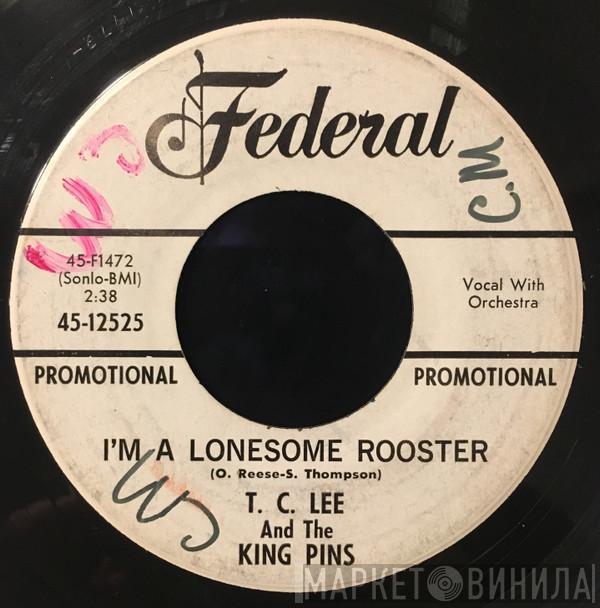 Federal
C.M
45-F1472
(Sonlo-BMI)
2:38
45-12525
Vocal With
Orchestra
PROMOTIONAL
PROMOTIONAL
I'M A LONESOME ROOSTER
(O. Reese-S. Thompson)
T. C. LEE
And the
KING PINS
CM
МАРКЕТ ВИНИЛА